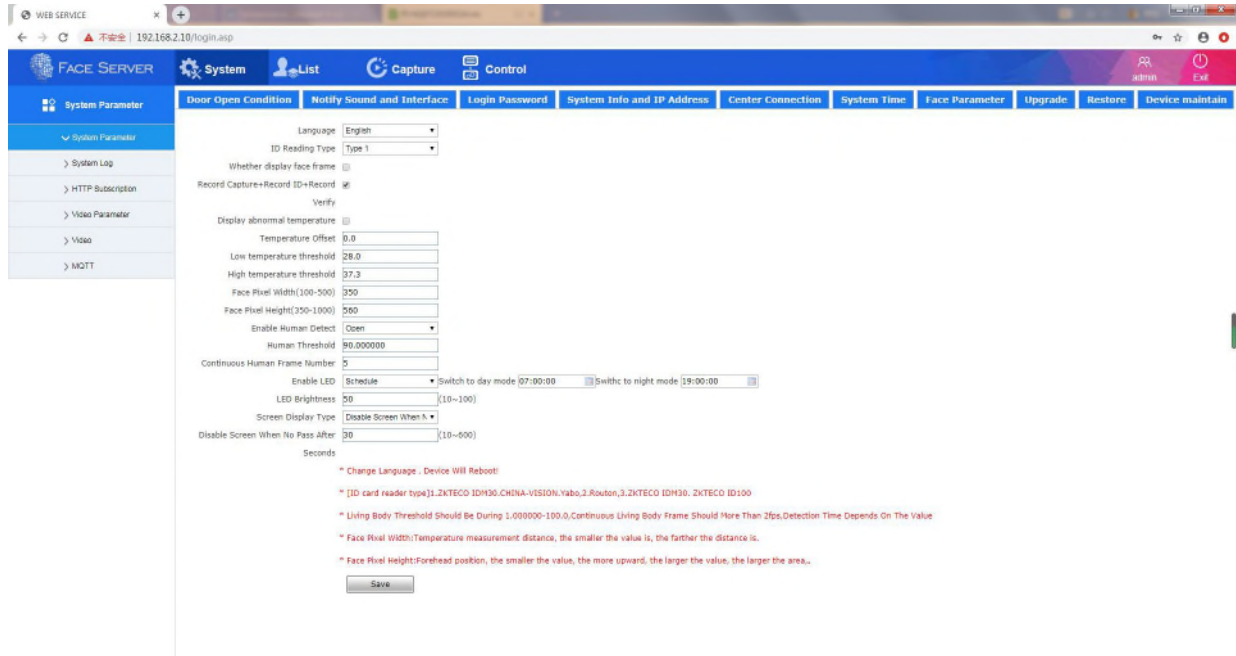 WEB SERVICE
不安全 | 192.168.2.10/login.asp
FACE SERVER
System List Capture Control
admin Exit
System Parameter
Door Open Condition Notify Sound and Interface Login Password System Info and IP Address Center Connection System Time Face Parameter Upgrade Restore Device maintain
System Parameter
System Log
HTTP Subscription
Video Parameter
Video
MQTT
Language English
ID Reading Type Type 1
Whether display face frame
Record Capture+Record ID+Record
Verify
Display abnormal temperature
Temperature Offset 0.0
Low temperature threshold 28.0
High temperature threshold 37.3
Face Pixel Width(100-500) 350
Face Pixel Height(350-1000) 560
Enable Human Detect Open
Human Threshold 90.000000
Continuous Human Frame Number 5
Enable LED Schedule Switch to day mode 07:00:00 Swithc to night mode 19:00:00
LED Brightness 50 (10~100)
Screen Display Type Disable Screen When N
Disable Screen When No Pass After 30 (10~600)
Seconds
* Change Language , Device Will Reboot!
* [ID card reader type]1.ZKTECO IDM30.CHINA-VISION.Yabo,2.Routon,3.ZKTECO IDM30. ZKTECO ID100
* Living Body Threshold Should Be During 1.000000-100.0,Continuous Living Body Frame Should More Than 2fps,Detection Time Depends On The Value
* Face Pixel Width:Temperature measurement distance, the smaller the value is, the farther the distance is.
* Face Pixel Height:Forehead position, the smaller the value, the more upward, the larger the value, the larger the area,.
Save